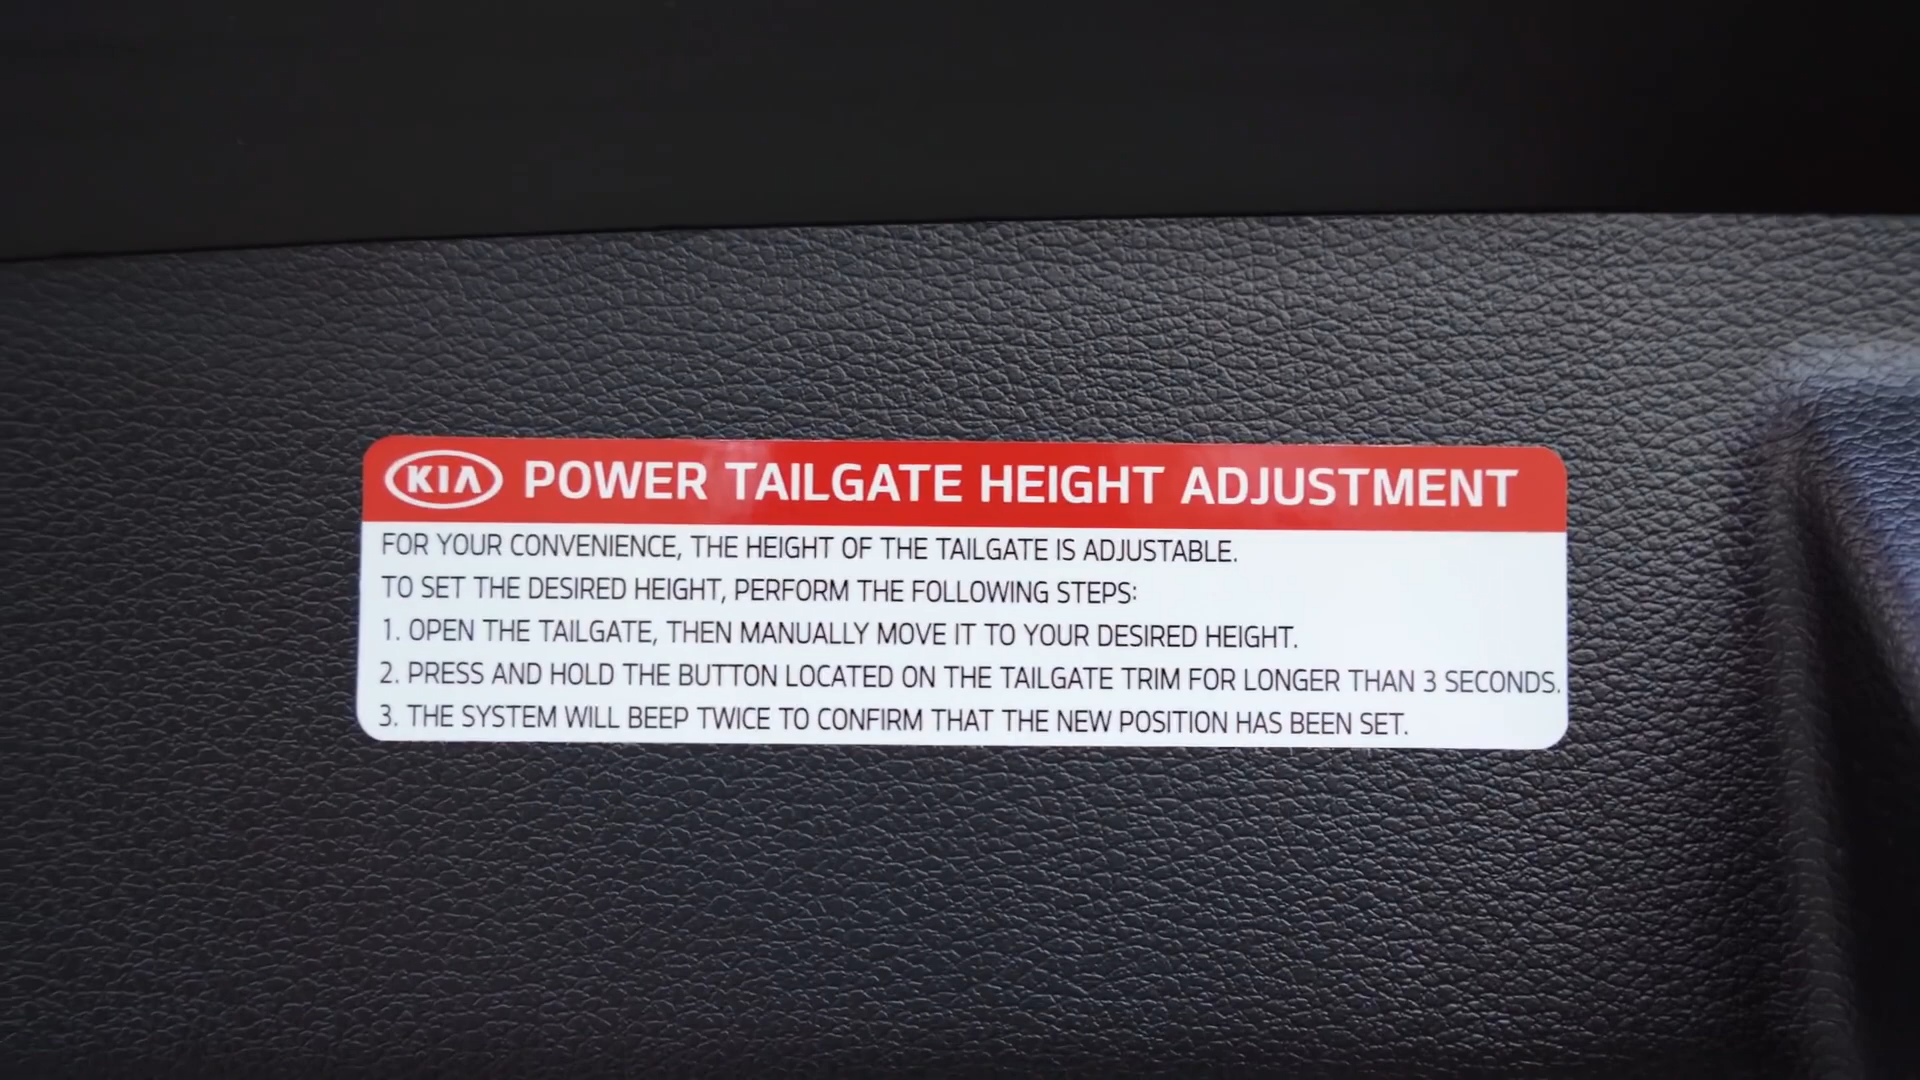 KIA POWER TAILGATE HEIGHT ADJUSTMENT
FOR YOUR CONVENIENCE, THE HEIGHT OF THE TAILGATE IS ADJUSTABLE.
TO SET THE DESIRED HEIGHT, PERFORM THE FOLLOWING STEPS:
1. OPEN THE TAILGATE, THEN MANUALLY MOVE IT TO YOUR DESIRED HEIGHT.
2. PRESS AND HOLD THE BUTTON LOCATED ON THE TAILGATE TRIM FOR LONGER THAN 3 SECONDS.
3. THE SYSTEM WILL BEEP TWICE TO CONFIRM THAT THE NEW POSITION HAS BEEN SET.